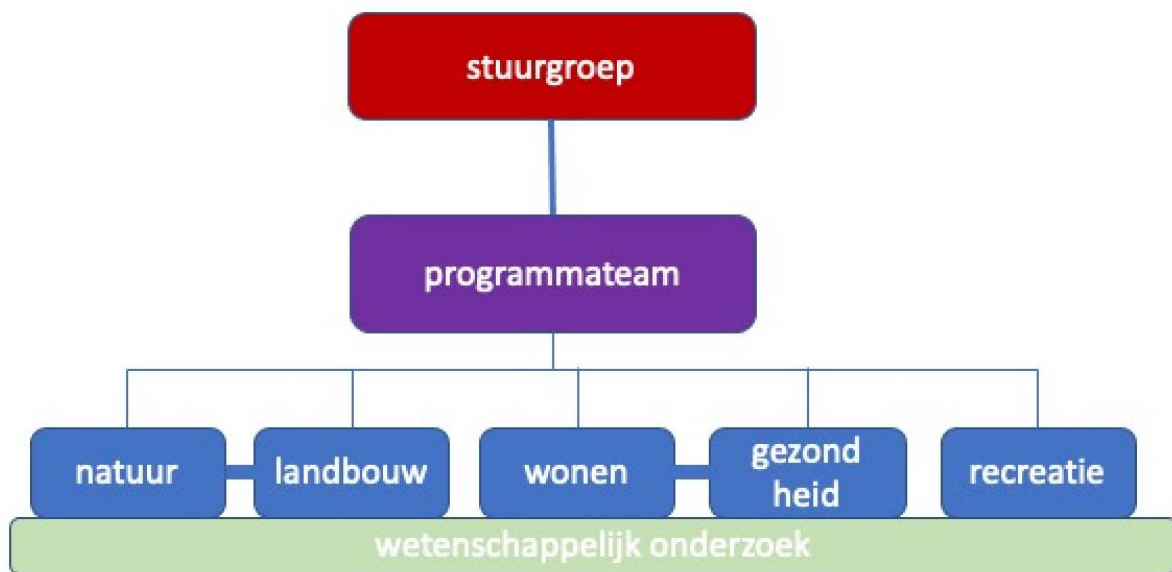 stuurgroep
programmateam
natuur
landbouw
wonen
gezond
heid
recreatie
wetenschappelijk onderzoek